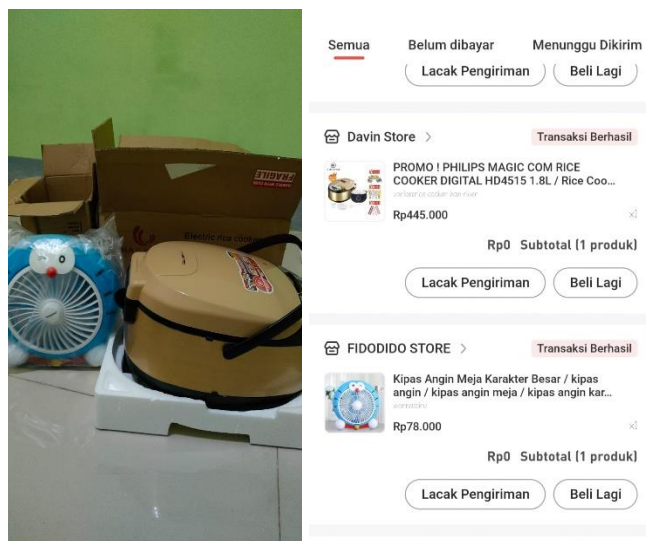 FRAGILE
Electric rice cooker
Semua
Belum dibayar
Menunggu Dikirim
Lacak Pengiriman
Beli Lagi
Davin Store >
Transaksi Berhasil
PROMO ! PHILIPS MAGIC COM RICE
COOKER DIGITAL HD4515 1.8L / Rice Coo...
Rp445.000
x1
Rp0 Subtotal (1 produk)
Lacak Pengiriman
Beli Lagi
FIDODIDO STORE >
Transaksi Berhasil
Kipas Angin Meja Karakter Besar / kipas
angin / kipas angin meja / kipas angin kar...
Rp78.000
x1
Rp0 Subtotal (1 produk)
Lacak Pengiriman
Beli Lagi